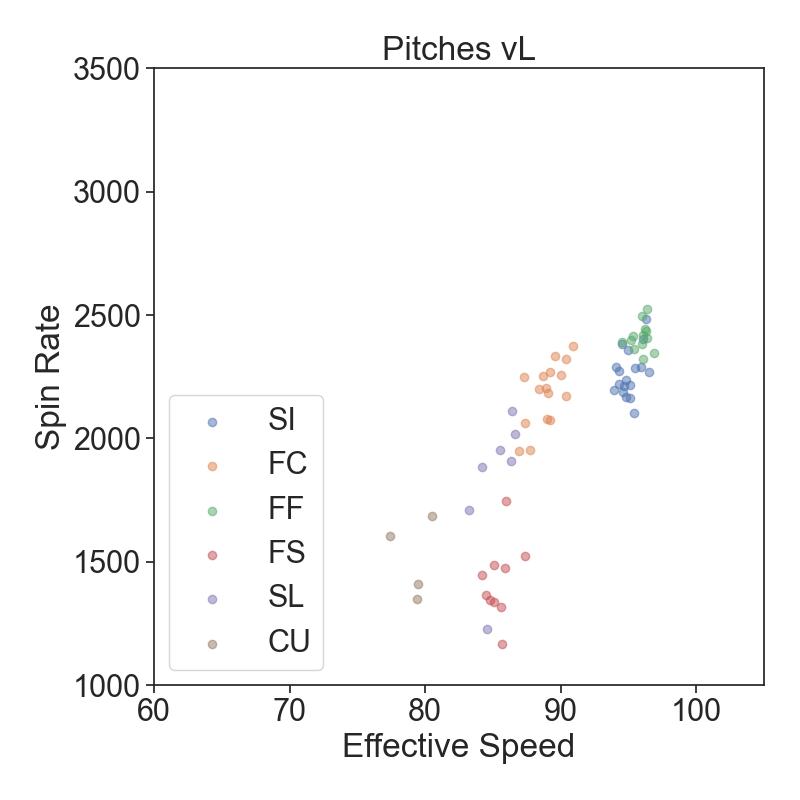 Pitches vL
3500
3000
2500
2000
1500
1000
Spin Rate
SI
FC
FF
FS
SL
CU
60 70 80 90 100
Effective Speed